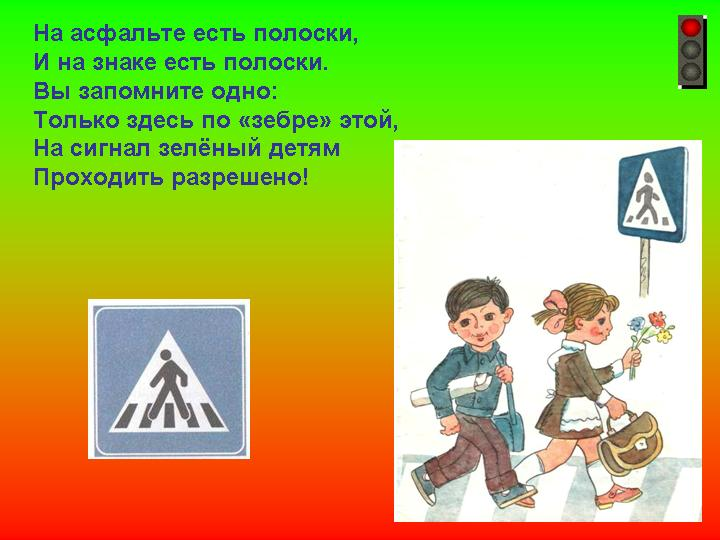 На асфальте есть полоски,
И на знаке есть полоски.
Вы запомните одно:
Только здесь по «зебре» этой,
На сигнал зелёный детям
Проходить разрешено!